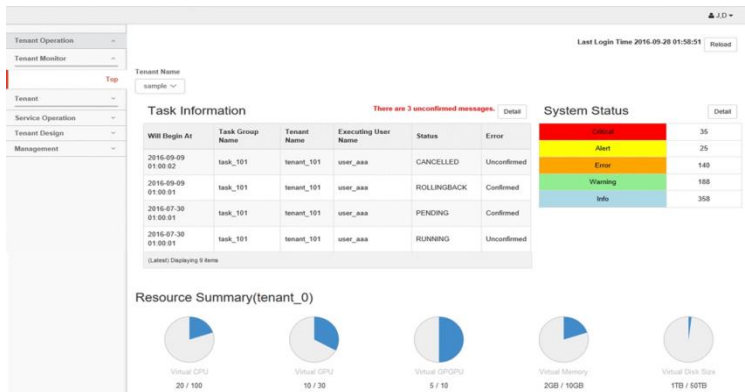 J,D
Last Login Time 2016-09-28 01:58:51 Reload
Tenant Operation
Tenant Monitor
Top
Tenant
Service Operation
Tenant Design
Management
Tenant Name
sample
Task Information
There are 3 unconfirmed messages. Detail
Will Begin At Task Group Name Tenant Name Executing User Name Status Error
2016-09-09 01:00:02 task_101 tenant_101 user_aaa CANCELLED Unconfirmed
2016-09-09 01:00:01 task_101 tenant_101 user_aaa ROLLINGBACK Confirmed
2016-07-30 01:00:01 task_101 tenant_101 user_aaa PENDING Confirmed
2016-07-30 01:00:01 task_101 tenant_101 user_aaa RUNNING Unconfirmed
(Latest) Displaying 9 items
System Status Detail
Critical 35
Alert 25
Error 149
Warning 168
Info 358
Resource Summary(tenant_0)
Virtual CPU
20 / 100
Virtual GPU
10 / 30
Virtual GPGPU
5 / 10
Virtual Memory
2GB / 10GB
Virtual Disk Size
1TB / 50TB